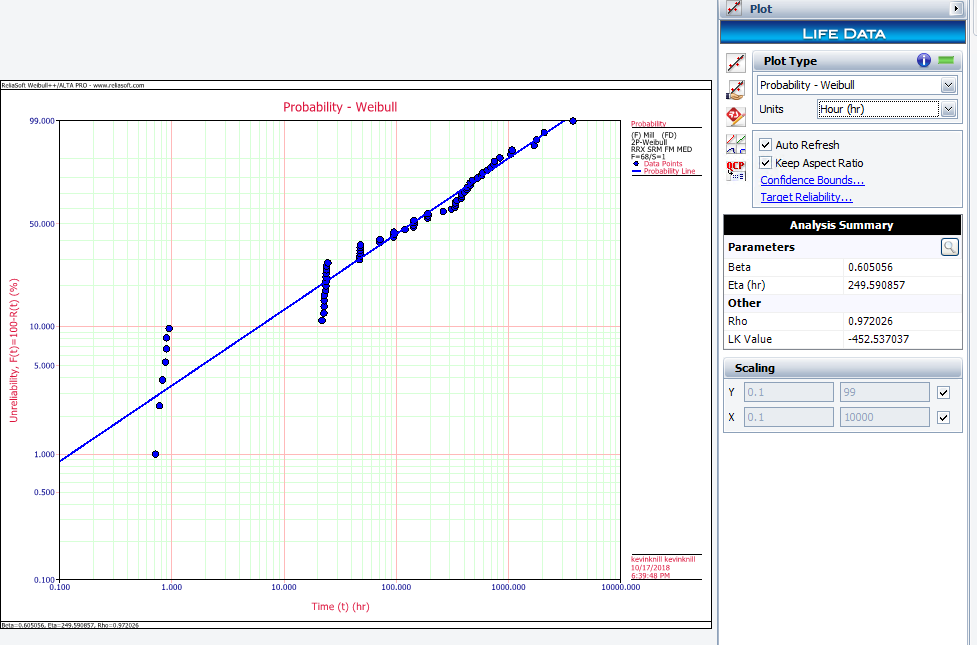 ReliaSoft Weibull++/ALTA PRO - www.reliasoft.com
Probability - Weibull
99.000
50.000
10.000
5.000
1.000
0.500
0.100
Unreliability, F(t)=100-R(t) (%)
0.100
1.000
10.000
100.000
1000.000
10000.000
Time (t) (hr)
Probability
(F) Mill (FD)
2P-Weibull
RRX SRM FM MED
F=68/S=1
Data Points
Probability Line
kevinknill kevinknill
10/17/2018
6:39:48 PM
Beta=0.605056, Eta=249.590857, Rho=0.972026
Plot
LIFE DATA
Plot Type
Probability - Weibull
Units Hour (hr)
Auto Refresh
Keep Aspect Ratio
Confidence Bounds...
Target Reliability...
QCP
Analysis Summary
Parameters
Beta 0.605056
Eta (hr) 249.590857
Other
Rho 0.972026
LK Value -452.537037
Scaling
Y 0.1 99
X 0.1 10000